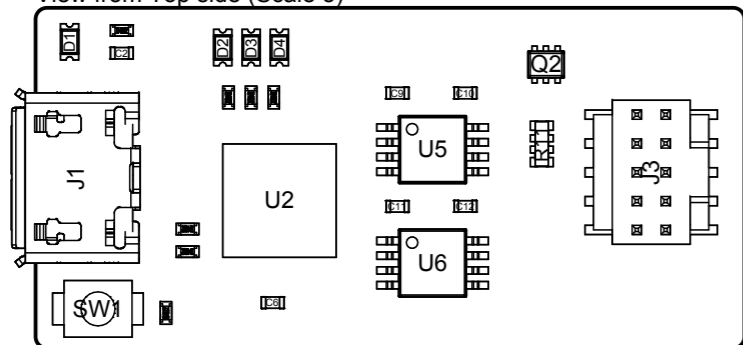 View from Top side (Scale 3)
D1
C2
D2
D3
D4
Q2
C9
C10
R11
J1
U2
U5
J3
C11
C12
U6
SW1
C6